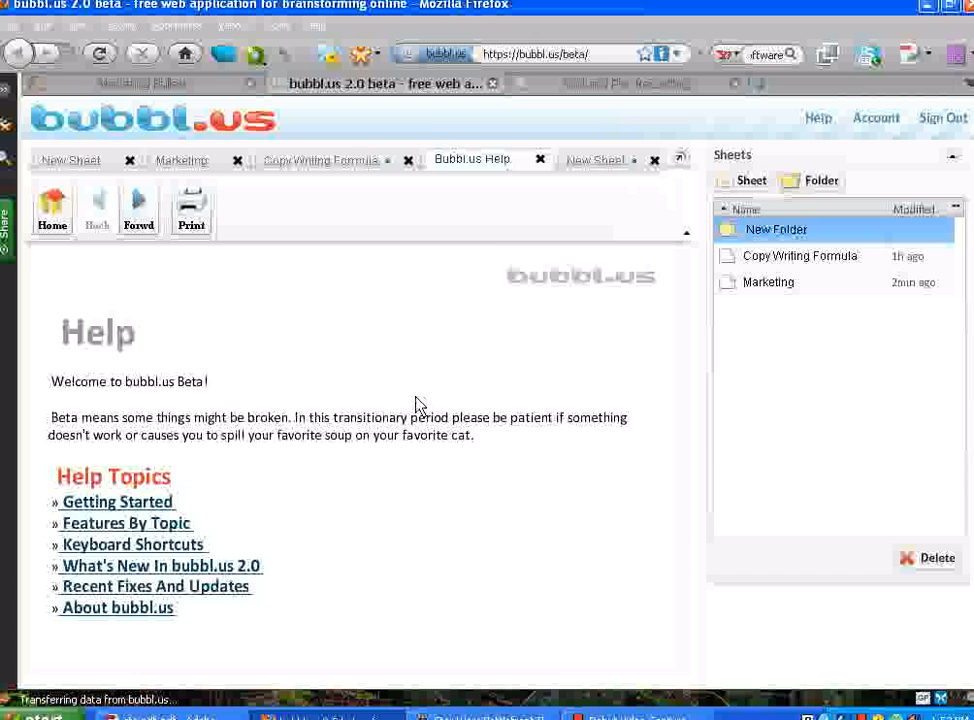 bubbl.us 2.0 beta - free web application for brainstorming online - Mozilla Firefox
bubbl.us https://bubbl.us/beta/ ftware
bubbl.us 2.0 beta - free web a...
bubbl.us
Help Account Sign Out
New Sheet Marketing Copy Writing Formula Bubbl.us Help New Sheet
Sheets
Sheet Folder
Home Back Forwd Print
Name Modified
New Folder
Copy Writing Formula 1h ago
Marketing 2min ago
bubbl.us
Help
Welcome to bubbl.us Beta!
Beta means some things might be broken. In this transitionary period please be patient if something
doesn't work or causes you to spill your favorite soup on your favorite cat.
Help Topics
» Getting Started
» Features By Topic
» Keyboard Shortcuts
» What's New In bubbl.us 2.0
» Recent Fixes And Updates
» About bubbl.us
Delete
Share
Transferring data from bubbl.us...